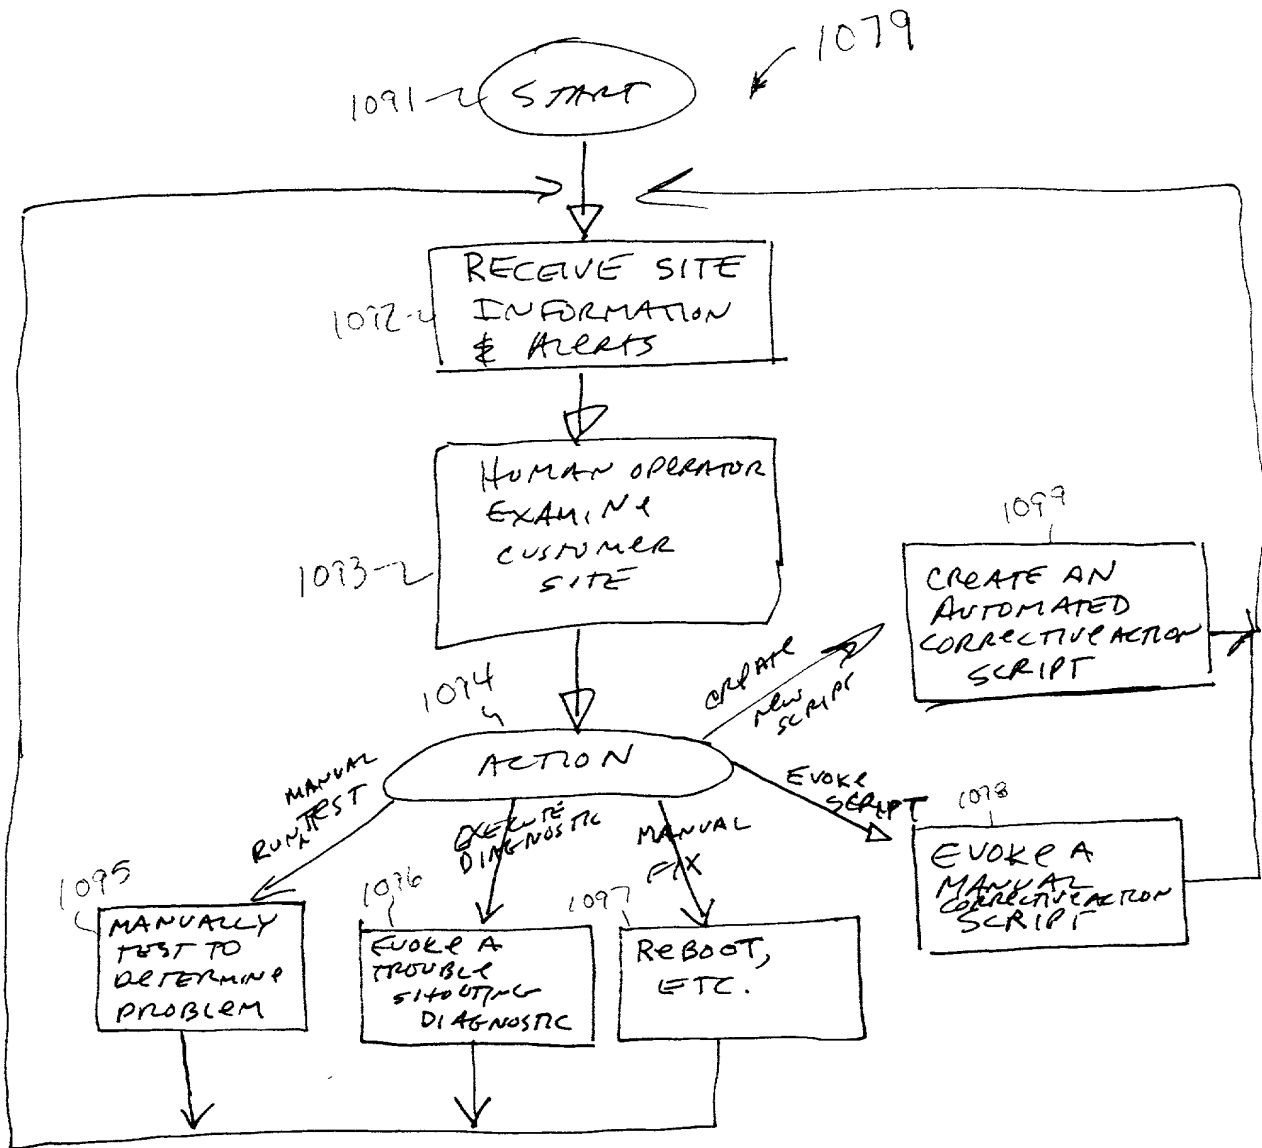 1079
1091
START
RECEIVE SITE
INFORMATION
& ALERTS
1092
HUMAN OPERATOR
EXAMINE
CUSTOMER
SITE
1093
1094
ACTION
CREATE
NEW
SCRIPT
1099
CREATE AN
AUTOMATED
CORRECTIVE ACTION
SCRIPT
EVOKE
SCRIPT
1098
EVOKE A
MANUAL
CORRECTIVE ACTION
SCRIPT
RUN MANUAL
TEST
EXECUTE
DIAGNOSTIC
MANUAL
FIX
1095
MANUALLY
TEST TO
DETERMINE
PROBLEM
1096
EVOKE A
TROUBLE
SHOOTING
DIAGNOSTIC
1097
REBOOT,
ETC.